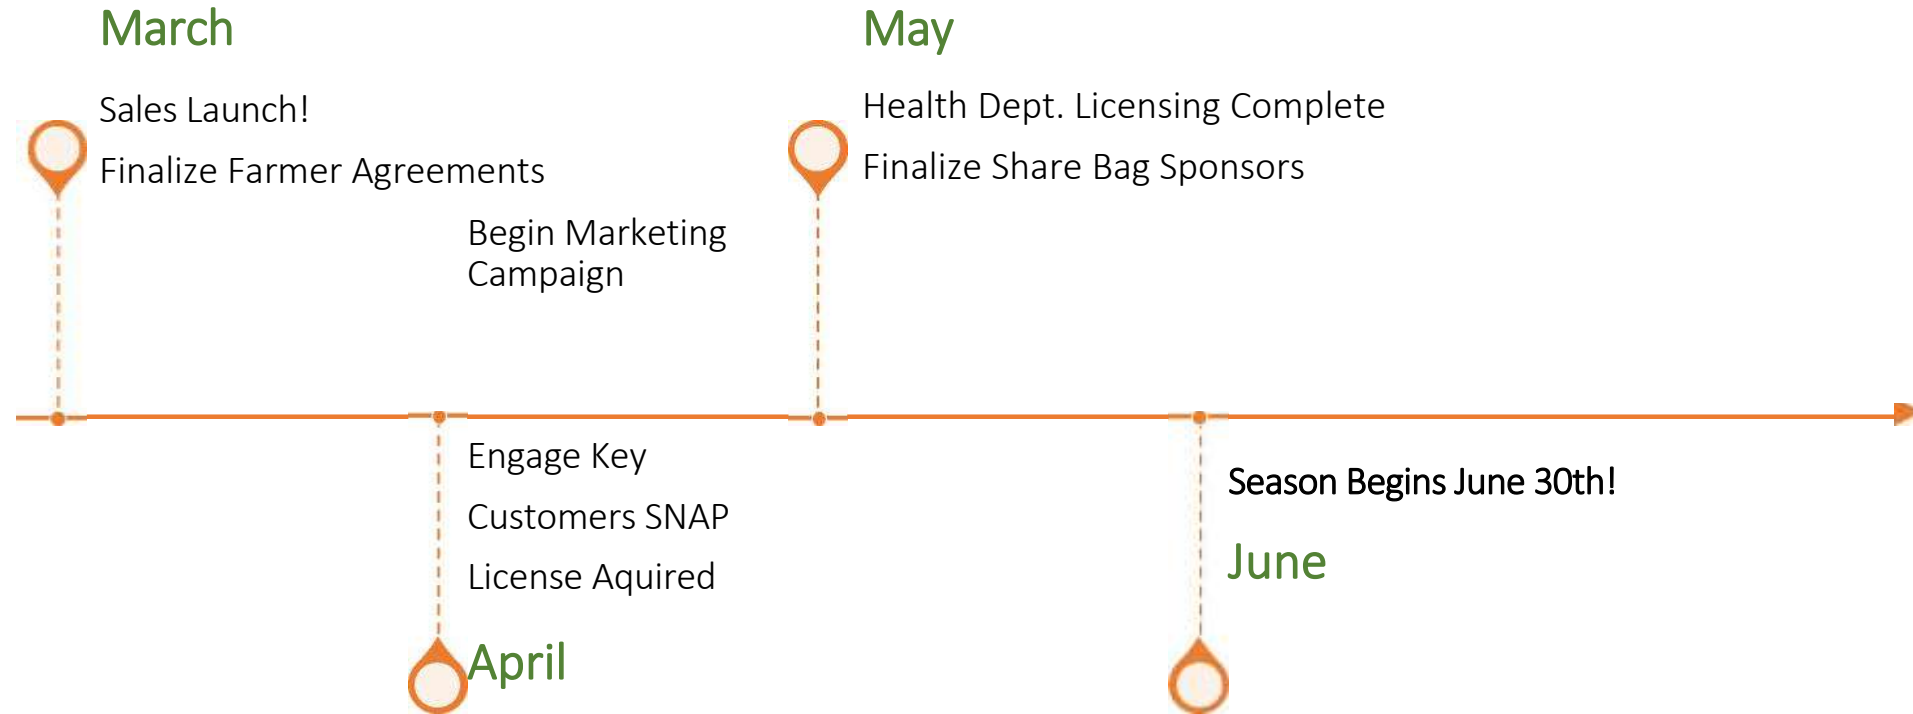 March
Sales Launch!
Finalize Farmer Agreements
Begin Marketing
Campaign
May
Health Dept. Licensing Complete
Finalize Share Bag Sponsors
Engage Key
Customers SNAP
License Aquired
April
Season Begins June 30th!
June